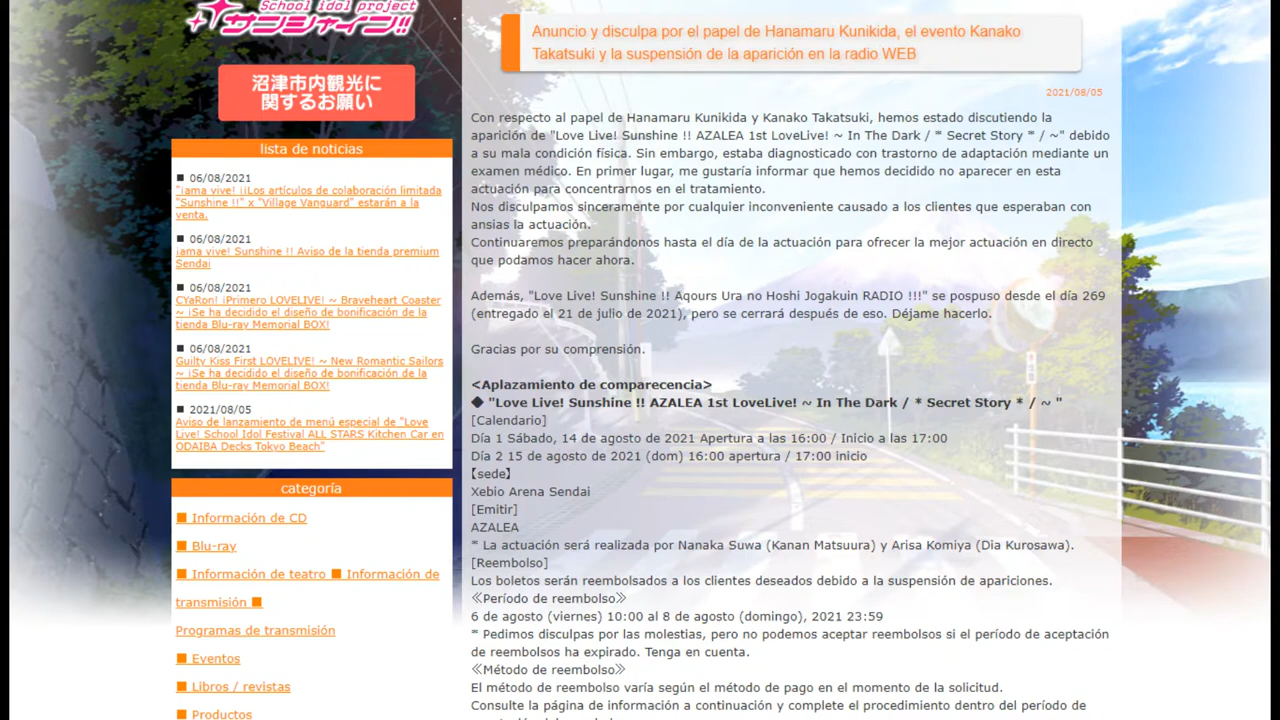 School idol project
サンシャイン!!
沼津市内観光に
関するお願い
lista de noticias
■ 06/08/2021
"¡ama vive! ¡¡Los artículos de colaboración limitada
"Sunshine !!" x "Village Vanguard" estarán a la
venta.
■ 06/08/2021
¡ama vive! Sunshine !! Aviso de la tienda premium
Sendai
■ 06/08/2021
CYaRon! ¡Primero LOVELIVE! ~ Braveheart Coaster
~ ¡Se ha decidido el diseño de bonificación de la
tienda Blu-ray Memorial BOX!
■ 06/08/2021
Guilty Kiss First LOVELIVE! ~ New Romantic Sailors
~ ¡Se ha decidido el diseño de bonificación de la
tienda Blu-ray Memorial BOX!
■ 2021/08/05
Aviso de lanzamiento de menú especial de "Love
Live! School Idol Festival ALL STARS Kitchen Car en
ODAIBA Decks Tokyo Beach"
categoría
■ Información de CD
■ Blu-ray
■ Información de teatro ■ Información de
transmisión ■
Programas de transmisión
■ Eventos
■ Libros / revistas
■ Productos
Anuncio y disculpa por el papel de Hanamaru Kunikida, el evento Kanako
Takatsuki y la suspensión de la aparición en la radio WEB
2021/08/05
Con respecto al papel de Hanamaru Kunikida y Kanako Takatsuki, hemos estado discutiendo la
aparición de "Love Live! Sunshine !! AZALEA 1st LoveLive! ~ In The Dark / * Secret Story * / ~" debido
a su mala condición física. Sin embargo, estaba diagnosticado con trastorno de adaptación mediante un
examen médico. En primer lugar, me gustaría informar que hemos decidido no aparecer en esta
actuación para concentrarnos en el tratamiento.
Nos disculpamos sinceramente por cualquier inconveniente causado a los clientes que esperaban con
ansias la actuación.
Continuaremos preparándonos hasta el día de la actuación para ofrecer la mejor actuación en directo
que podamos hacer ahora.
Además, "Love Live! Sunshine !! Aqours Ura no Hoshi Jogakuin RADIO !!!" se pospuso desde el día 269
(entregado el 21 de julio de 2021), pero se cerrará después de eso. Déjame hacerlo.
Gracias por su comprensión.
<Aplazamiento de comparecencia>
◆ "Love Live! Sunshine !! AZALEA 1st LoveLive! ~ In The Dark / * Secret Story * / ~ "
[Calendario]
Día 1 Sábado, 14 de agosto de 2021 Apertura a las 16:00 / Inicio a las 17:00
Día 2 15 de agosto de 2021 (dom) 16:00 apertura / 17:00 inicio
【sede】
Xebio Arena Sendai
[Emitir]
AZALEA
* La actuación será realizada por Nanaka Suwa (Kanan Matsuura) y Arisa Komiya (Dia Kurosawa).
[Reembolso]
Los boletos serán reembolsados a los clientes deseados debido a la suspensión de apariciones.
≪Período de reembolso≫
6 de agosto (viernes) 10:00 al 8 de agosto (domingo), 2021 23:59
* Pedimos disculpas por las molestias, pero no podemos aceptar reembolsos si el período de aceptación
de reembolsos ha expirado. Tenga en cuenta.
≪Método de reembolso≫
El método de reembolso varía según el método de pago en el momento de la solicitud.
Consulte la página de información a continuación y complete el procedimiento dentro del período de